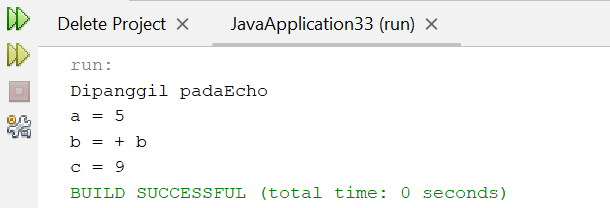 Delete Project
JavaApplication33 (run)
run:
Dipanggil padaEcho
a = 5
b = + b
c = 9
BUILD SUCCESSFUL (total time: 0 seconds)